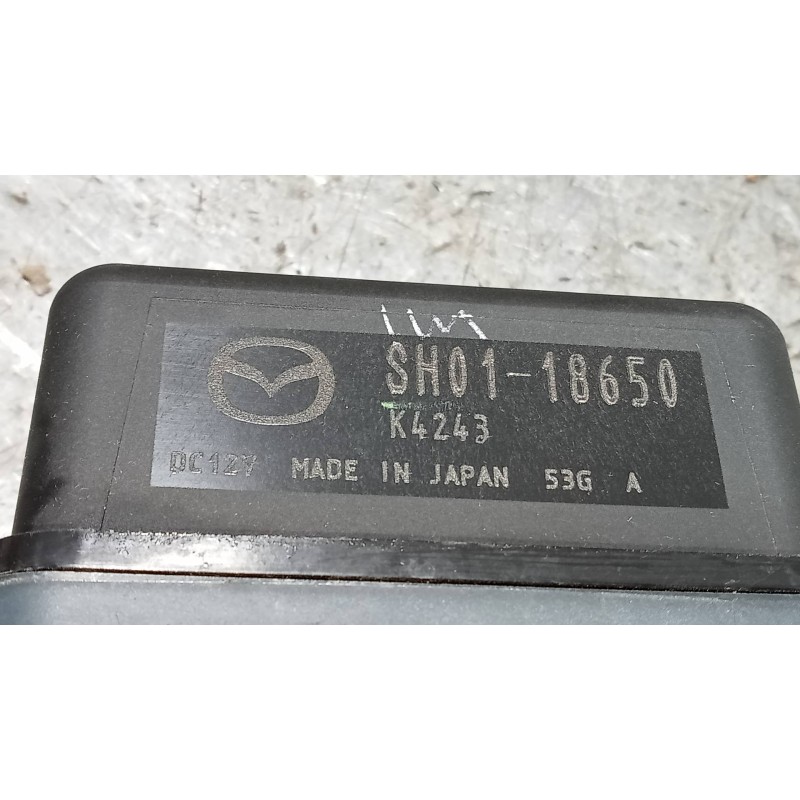 SH01-18650
K4243
DC12V MADE IN JAPAN 53G A